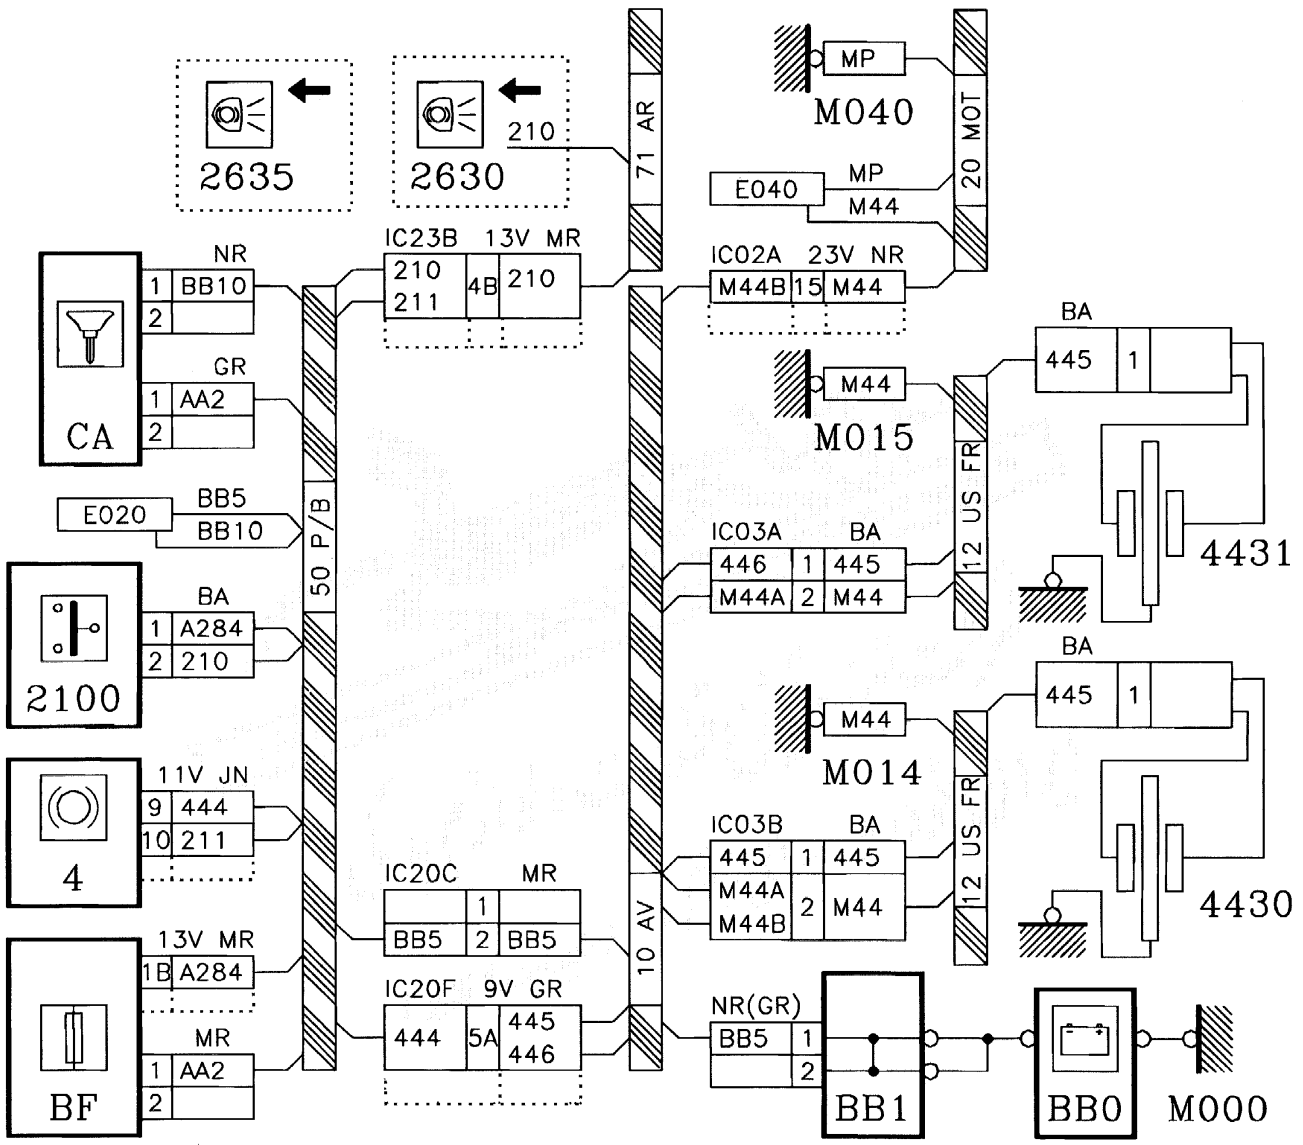 2635
210
2630
71 AR
MP
M040
20 MOT
E040
MP
M44
NR
1 BB10
2
GR
1 AA2
2
CA
IC23B 13V MR
210
211
4B
210
IC02A 23V NR
M44B 15 M44
M44
M015
BA
445 1
12 US FR
4431
E020
BB5
BB10
50 P/B
IC03A BA
446 1 445
M44A 2 M44
BA
1 A284
2 210
2100
M44
M014
BA
445 1
12 US FR
4430
11V JN
9 444
10 211
4
IC03B BA
445 1 445
M44A
M44B
2 M44
IC20C MR
1
BB5 2 BB5
10 AV
13V MR
1B A284
MR
1 AA2
2
BF
IC20F 9V GR
444 5A
445
446
NR(GR)
BB5 1
2
BB1
BB0
M000